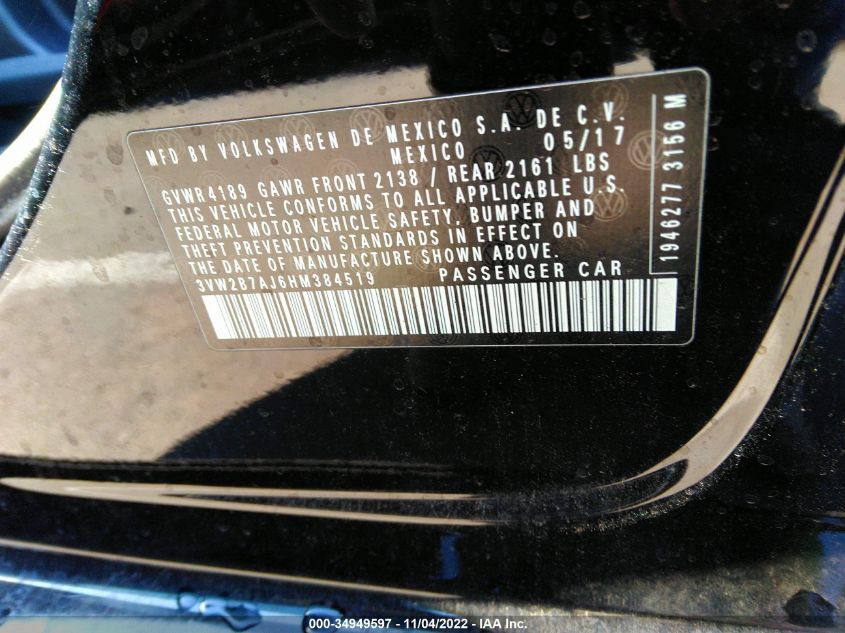 MFD BY VOLKSWAGEN DE MEXICO S.A. DE C.V.
MEXICO 05/17
GVWR 4189 GAWR FRONT 2138 / REAR 2161 LBS
THIS VEHICLE CONFORMS TO ALL APPLICABLE U.S.
FEDERAL MOTOR VEHICLE SAFETY, BUMPER AND
THEFT PREVENTION STANDARDS IN EFFECT ON
THE DATE OF MANUFACTURE SHOWN ABOVE.
3VW2B7AJ6HM384519 PASSENGER CAR
1946277 3156 M
000-34949597 - 11/04/2022 - IAA Inc.